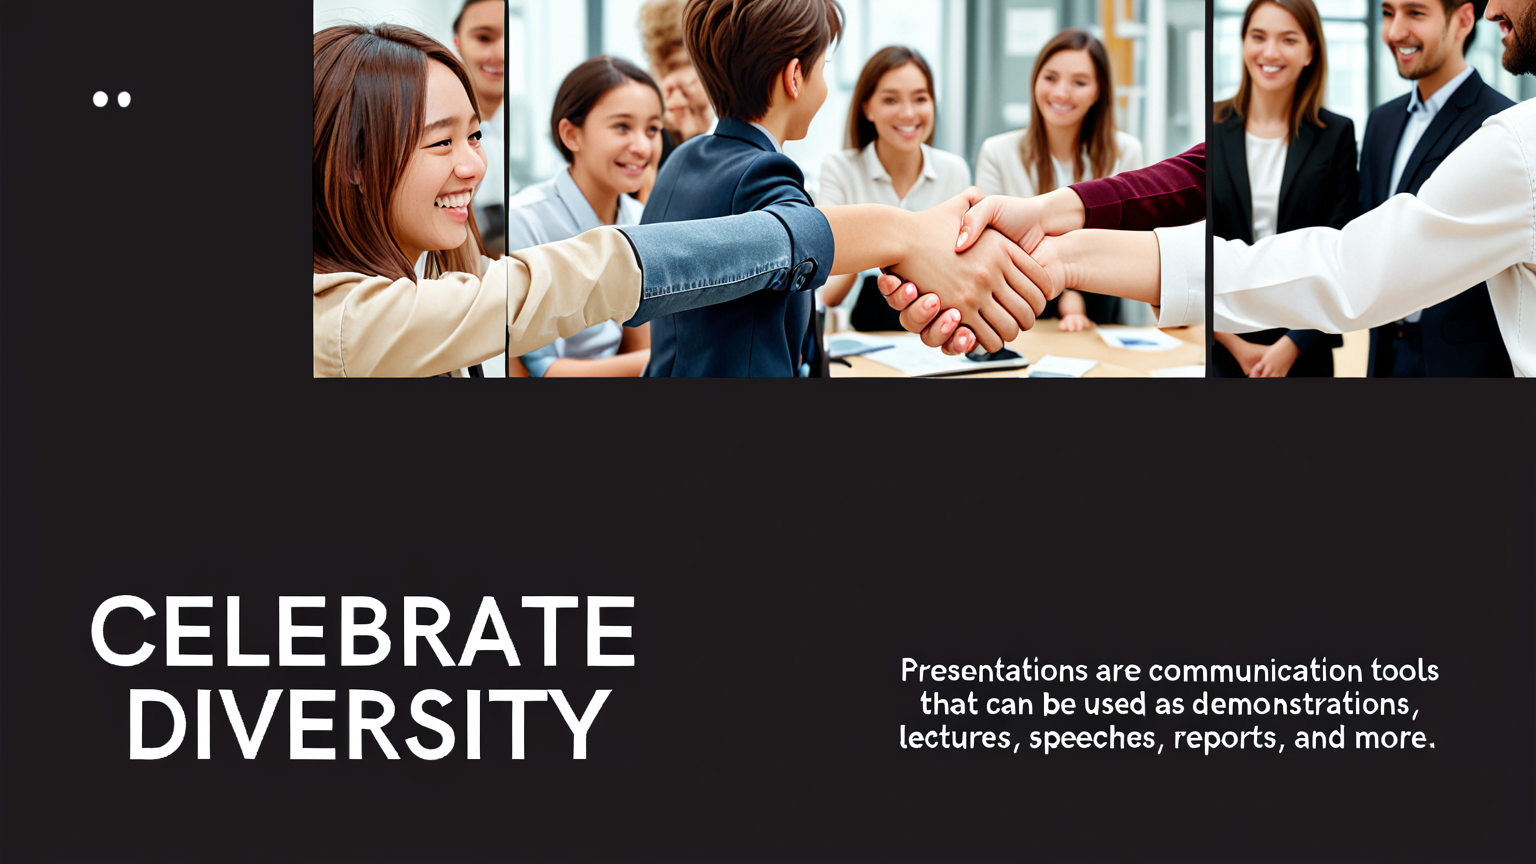 CELEBRATE
DIVERSITY
Presentations are communication tools
that can be used as demonstrations,
lectures, speeches, reports, and more.